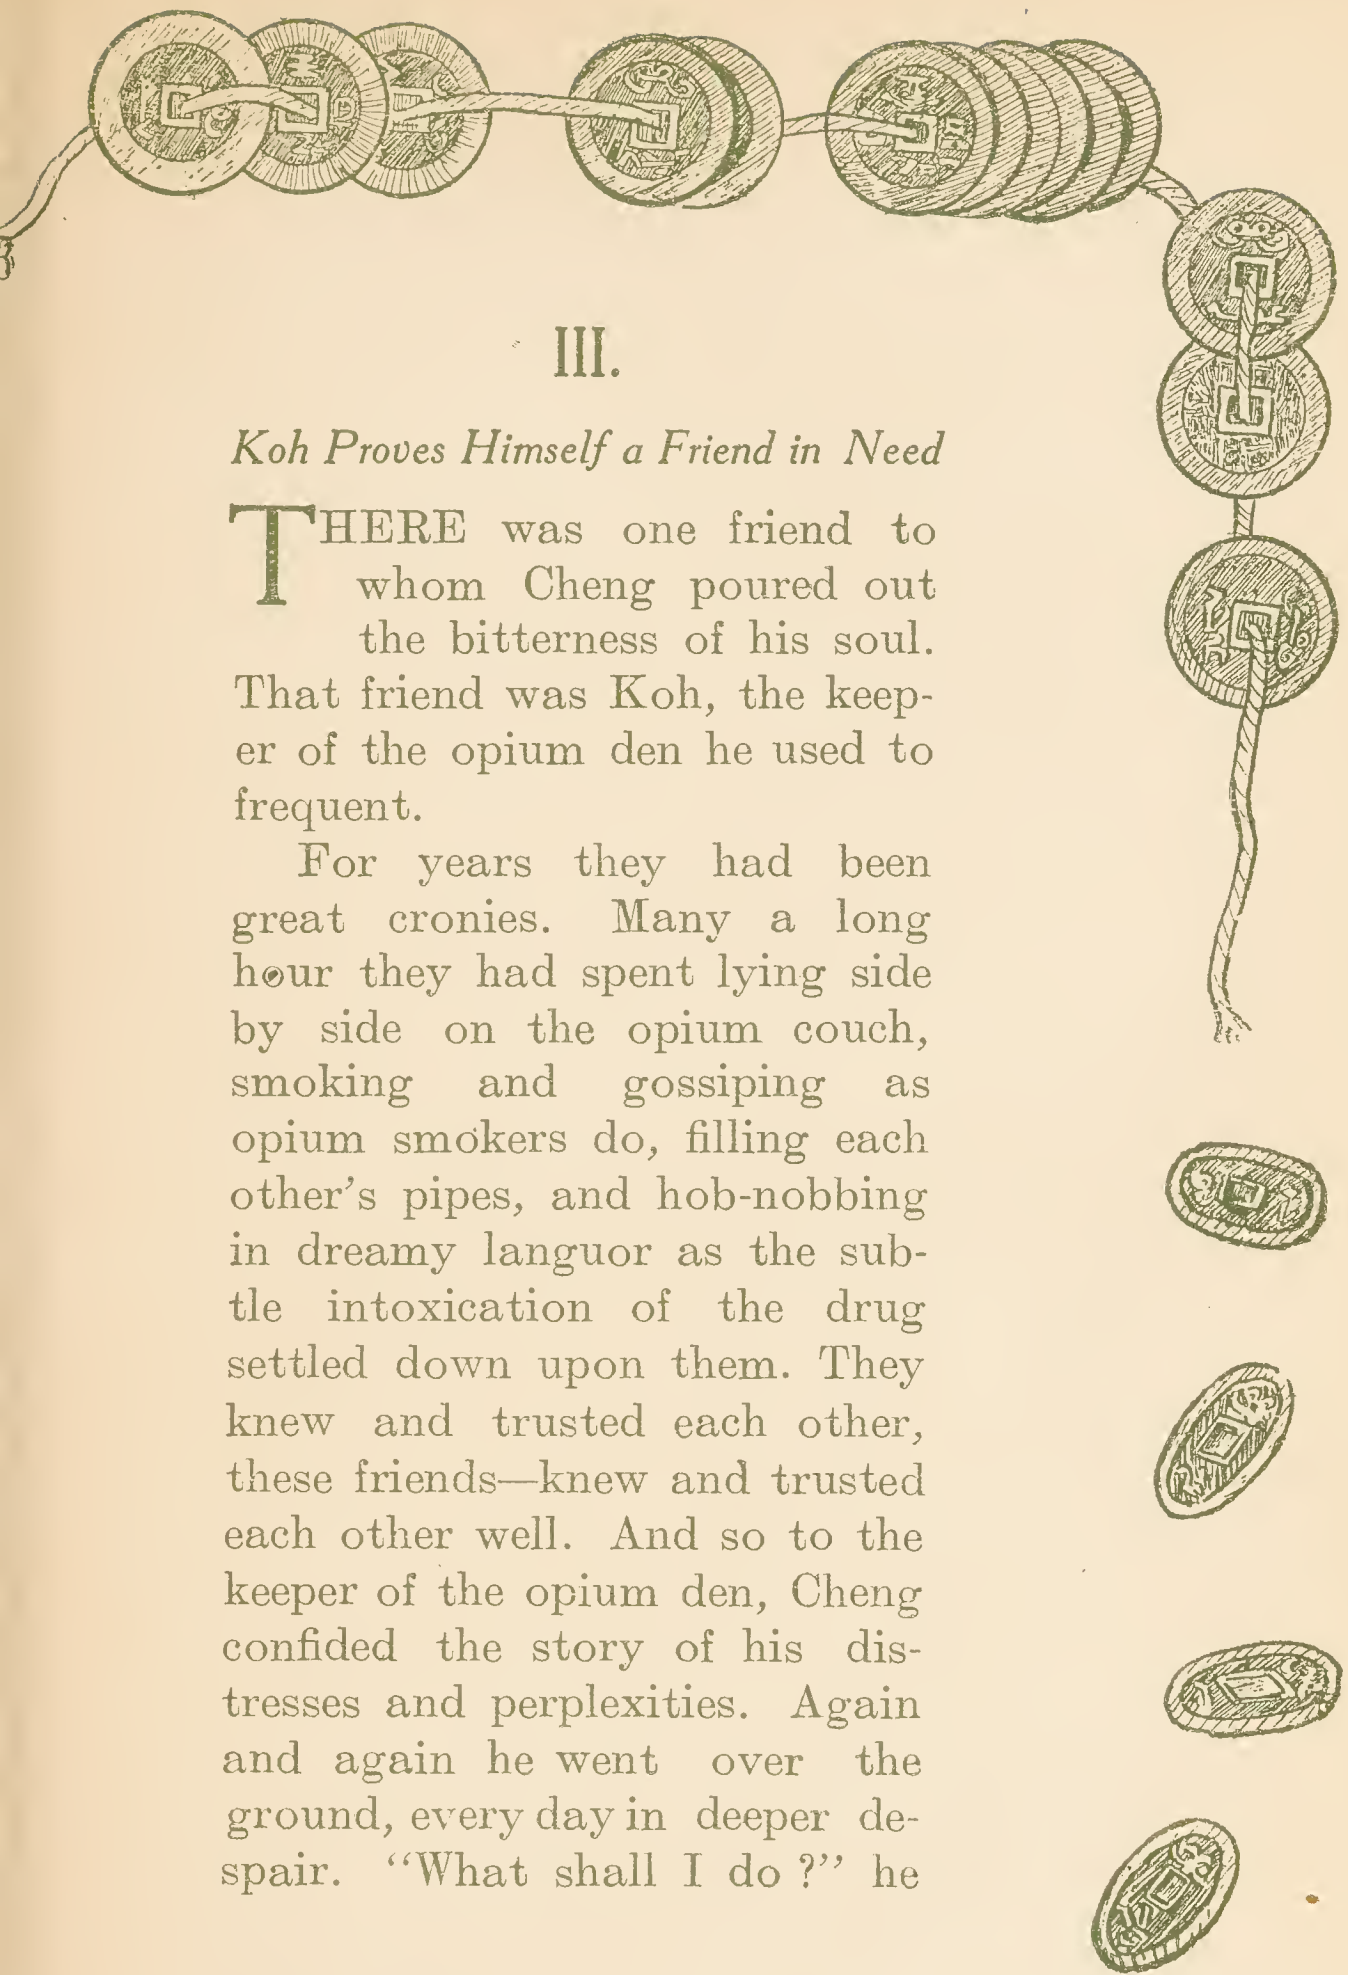 III.
Koh Proves Himself a Friend in Need
THERE was one friend to
whom Cheng poured out
the bitterness of his soul.
That friend was Koh, the keep-
er of the opium den he used to
frequent.
For years they had been
great cronies. Many a long
hour they had spent lying side
by side on the opium couch,
smoking and gossiping as
opium smokers do, filling each
other's pipes, and hob-nobbing
in dreamy languor as the sub-
tle intoxication of the drug
settled down upon them. They
knew and trusted each other,
these friends—knew and trusted
each other well. And so to the
keeper of the opium den, Cheng
confided the story of his dis-
tresses and perplexities. Again
and again he went over the
ground, every day in deeper de-
spair. "What shall I do ?" he